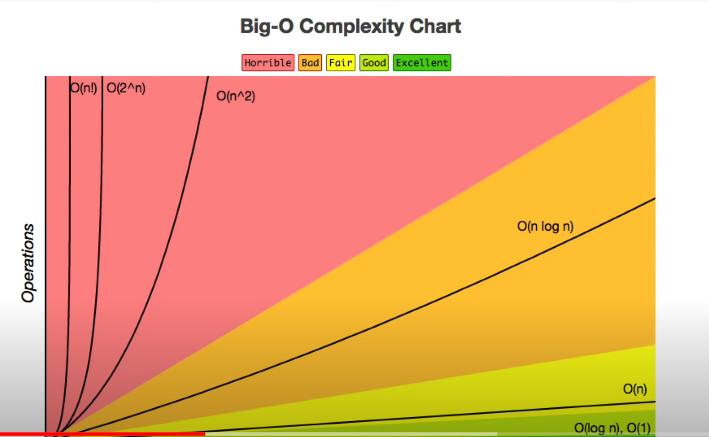 Big-O Complexity Chart
Horrible Bad Fair Good Excellent
O(n!) O(2^n)
O(n^2)
O(n log n)
Operations
O(n)
O(log n), O(1)